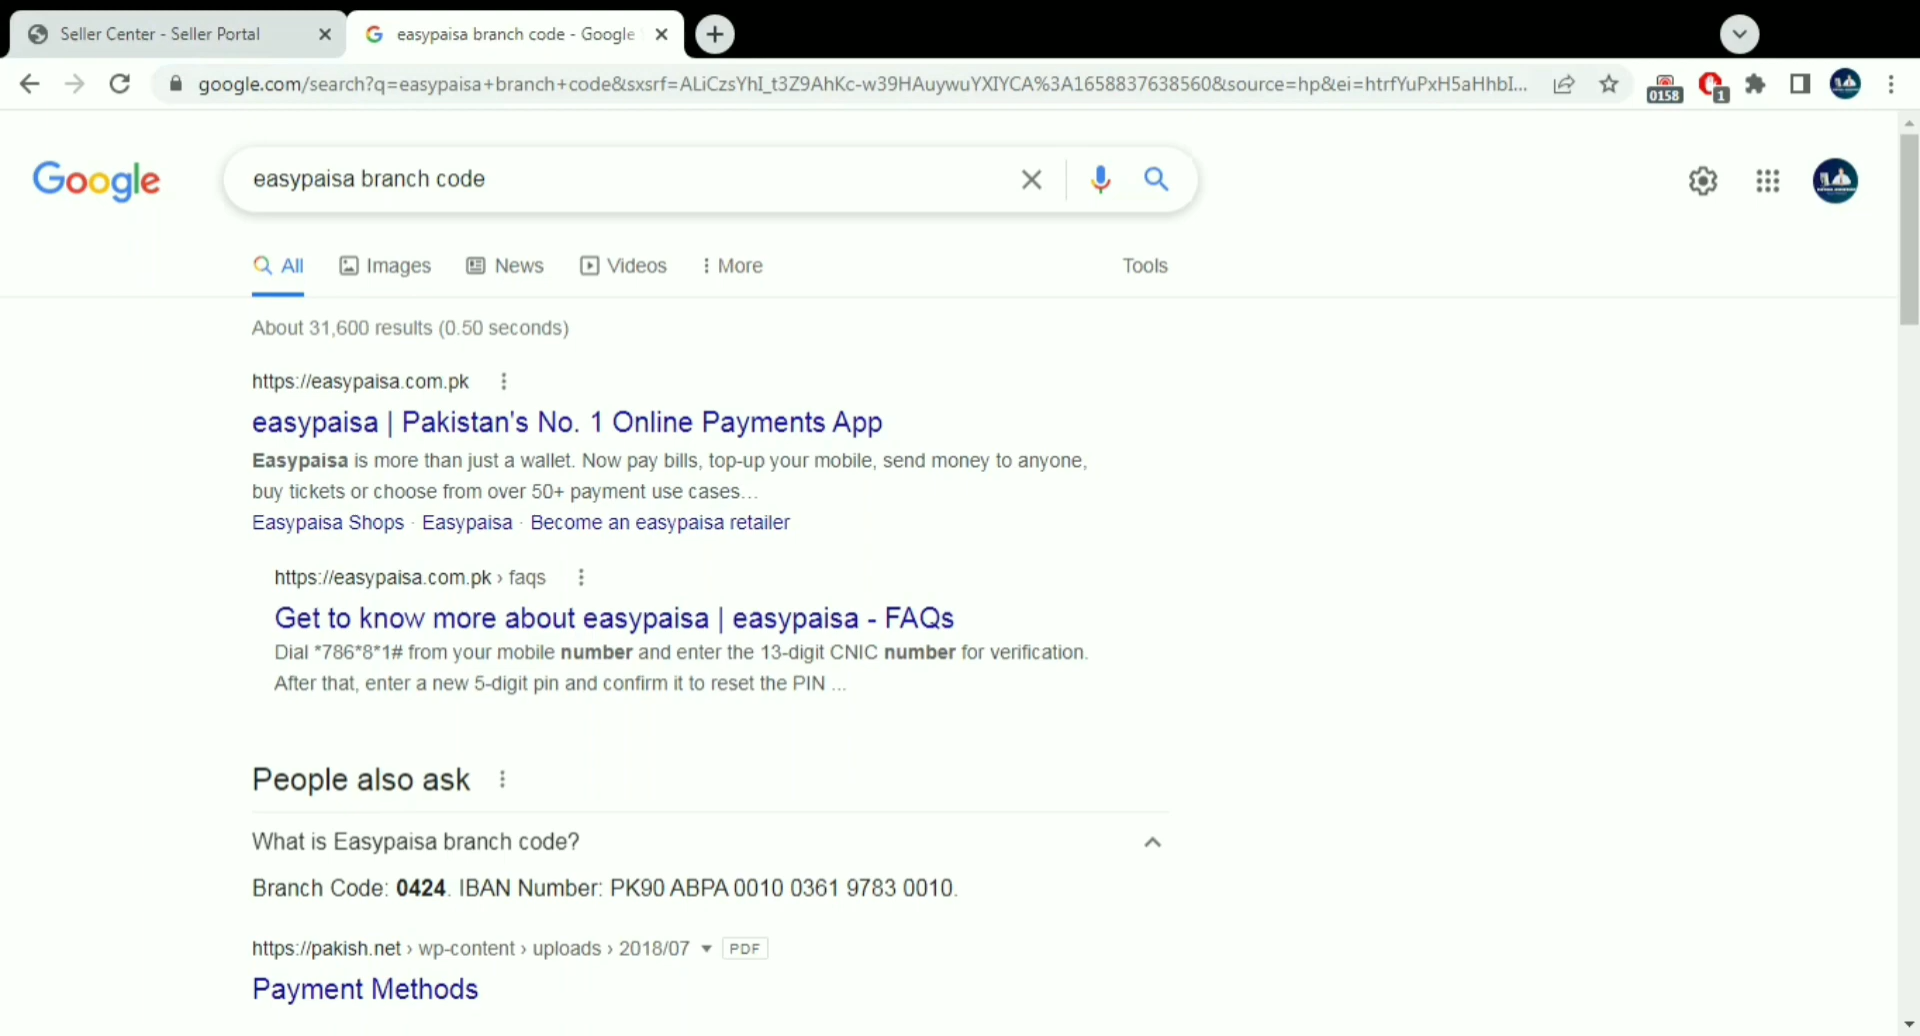 Seller Center - Seller Portal
easypaisa branch code - Google
google.com/search?q=easypaisa+branch+code&sxsrf=ALiCzsYhI_t3Z9AhKc-w39HAuywuYXIYCA%3A1658837638560&source=hp&ei=htrfYuPxH5aHhbI...
0158
1
Google
easypaisa branch code
All
Images
News
Videos
More
Tools
About 31,600 results (0.50 seconds)
https://easypaisa.com.pk
easypaisa | Pakistan's No. 1 Online Payments App
Easypaisa is more than just a wallet. Now pay bills, top-up your mobile, send money to anyone,
buy tickets or choose from over 50+ payment use cases…
Easypaisa Shops · Easypaisa · Become an easypaisa retailer
https://easypaisa.com.pk › faqs
Get to know more about easypaisa | easypaisa - FAQs
Dial *786*8*1# from your mobile number and enter the 13-digit CNIC number for verification.
After that, enter a new 5-digit pin and confirm it to reset the PIN ...
People also ask
What is Easypaisa branch code?
Branch Code: 0424. IBAN Number: PK90 ABPA 0010 0361 9783 0010.
https://pakish.net › wp-content › uploads › 2018/07
PDF
Payment Methods